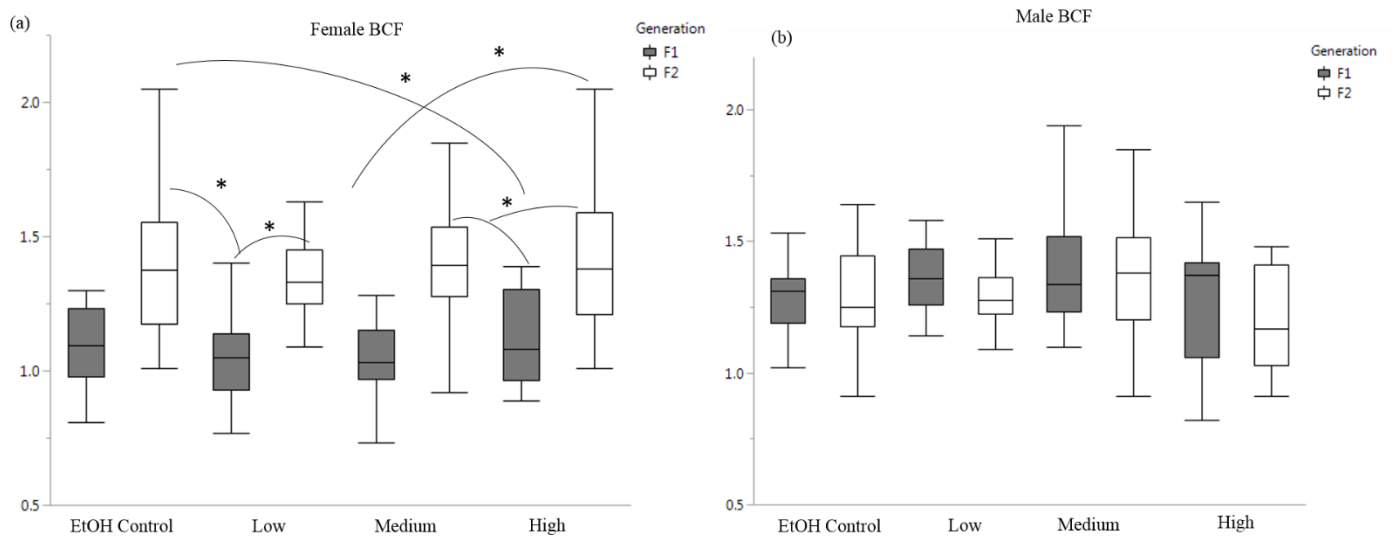 (a)
Female BCF
Generation
F1
F2
*
*
*
*
*
2.0
1.5
1.0
0.5
EtOH Control Low Medium High
Male BCF
(b)
Generation
F1
F2
2.0
1.5
1.0
0.5
EtOH Control Low Medium High